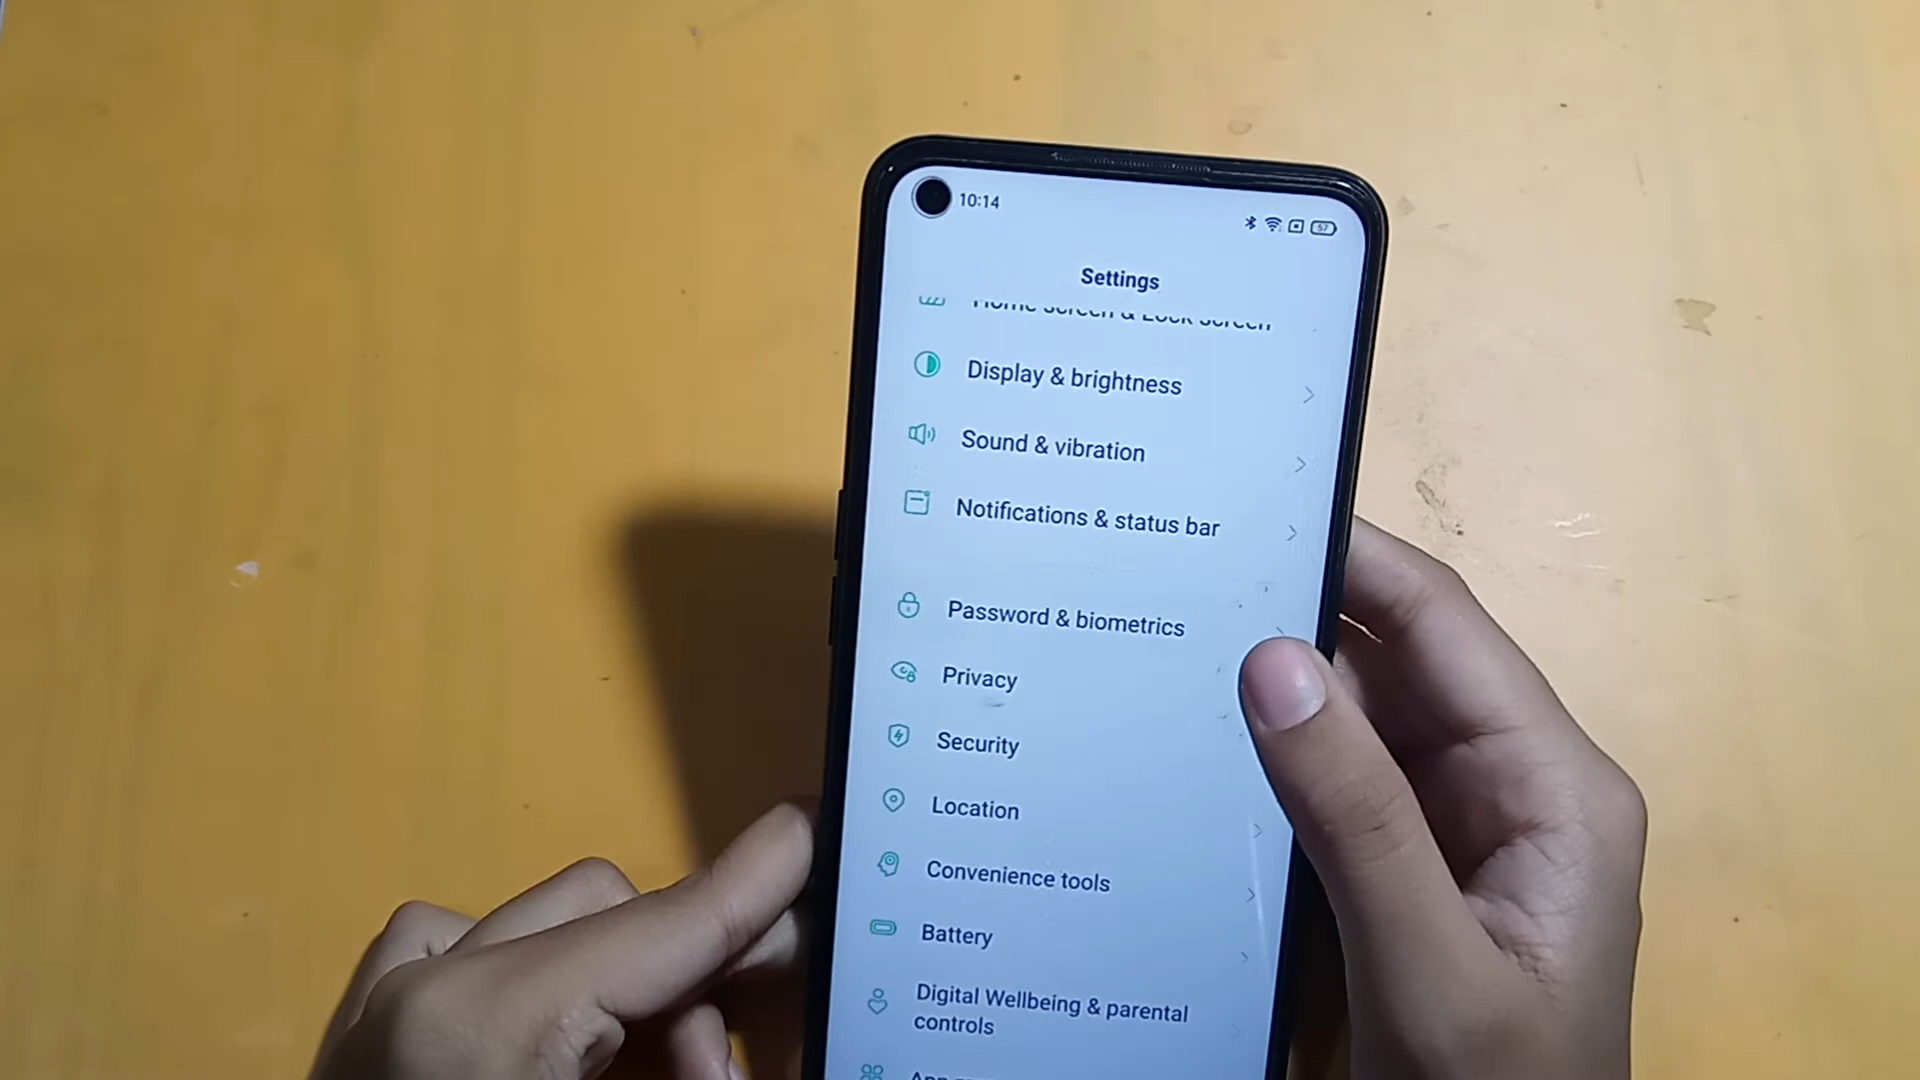 10:14
57
Settings
Home screen & Lock screen
Display & brightness
Sound & vibration
Notifications & status bar
Password & biometrics
Privacy
Security
Location
Convenience tools
Battery
Digital Wellbeing & parental
controls